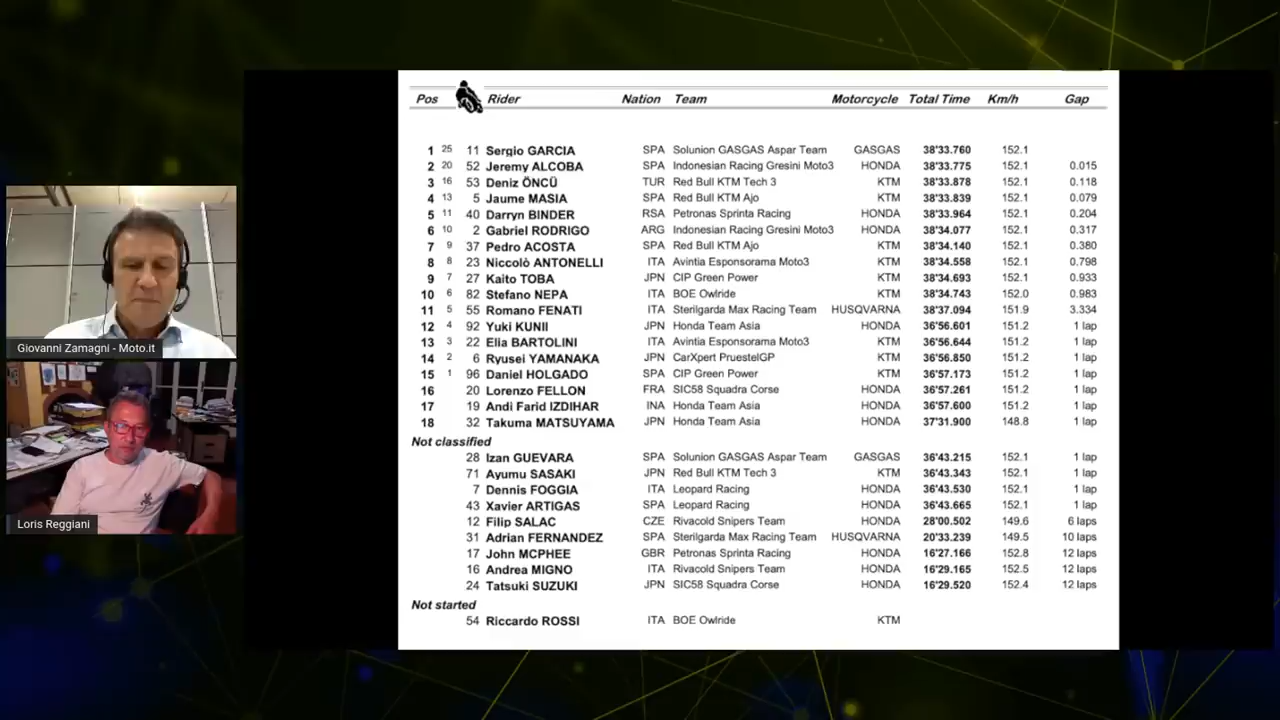 Pos Rider Nation Team Motorcycle Total Time Km/h Gap
1 25 11 Sergio GARCIA SPA Solunion GASGAS Aspar Team GASGAS 38'33.760 152.1
2 20 52 Jeremy ALCOBA SPA Indonesian Racing Gresini Moto3 HONDA 38'33.775 152.1 0.015
3 16 53 Deniz ÖNCÜ TUR Red Bull KTM Tech 3 KTM 38'33.878 152.1 0.118
4 13 5 Jaume MASIA SPA Red Bull KTM Ajo KTM 38'33.839 152.1 0.079
5 11 40 Darryn BINDER RSA Petronas Sprinta Racing HONDA 38'33.964 152.1 0.204
6 10 2 Gabriel RODRIGO ARG Indonesian Racing Gresini Moto3 HONDA 38'34.077 152.1 0.317
7 9 37 Pedro ACOSTA SPA Red Bull KTM Ajo KTM 38'34.140 152.1 0.380
8 8 23 Niccolò ANTONELLI ITA Avintia Esponsorama Moto3 KTM 38'34.558 152.1 0.798
9 7 27 Kaito TOBA JPN CIP Green Power KTM 38'34.693 152.1 0.933
10 6 82 Stefano NEPA ITA BOE Owlride KTM 38'34.743 152.0 0.983
11 5 55 Romano FENATI ITA Sterilgarda Max Racing Team HUSQVARNA 38'37.094 151.9 3.334
12 4 92 Yuki KUNII JPN Honda Team Asia HONDA 36'56.601 151.2 1 lap
13 3 22 Elia BARTOLINI ITA Avintia Esponsorama Moto3 KTM 36'56.644 151.2 1 lap
14 2 6 Ryusei YAMANAKA JPN CarXpert PruestelGP KTM 36'56.850 151.2 1 lap
15 1 96 Daniel HOLGADO SPA CIP Green Power KTM 36'57.173 151.2 1 lap
16 20 Lorenzo FELLON FRA SIC58 Squadra Corse HONDA 36'57.261 151.2 1 lap
17 19 Andi Farid IZDIHAR INA Honda Team Asia HONDA 36'57.600 151.2 1 lap
18 32 Takuma MATSUYAMA JPN Honda Team Asia HONDA 37'31.900 148.8 1 lap
Not classified
28 Izan GUEVARA SPA Solunion GASGAS Aspar Team GASGAS 36'43.215 152.1 1 lap
71 Ayumu SASAKI JPN Red Bull KTM Tech 3 KTM 36'43.343 152.1 1 lap
7 Dennis FOGGIA ITA Leopard Racing HONDA 36'43.530 152.1 1 lap
43 Xavier ARTIGAS SPA Leopard Racing HONDA 36'43.665 152.1 1 lap
12 Filip SALAC CZE Rivacold Snipers Team HONDA 28'00.502 149.6 6 laps
31 Adrian FERNANDEZ SPA Sterilgarda Max Racing Team HUSQVARNA 20'33.239 149.5 10 laps
17 John MCPHEE GBR Petronas Sprinta Racing HONDA 16'27.166 152.8 12 laps
16 Andrea MIGNO ITA Rivacold Snipers Team HONDA 16'29.165 152.5 12 laps
24 Tatsuki SUZUKI JPN SIC58 Squadra Corse HONDA 16'29.520 152.4 12 laps
Not started
54 Riccardo ROSSI ITA BOE Owlride KTM
Giovanni Zamagni - Moto.it
Loris Reggiani